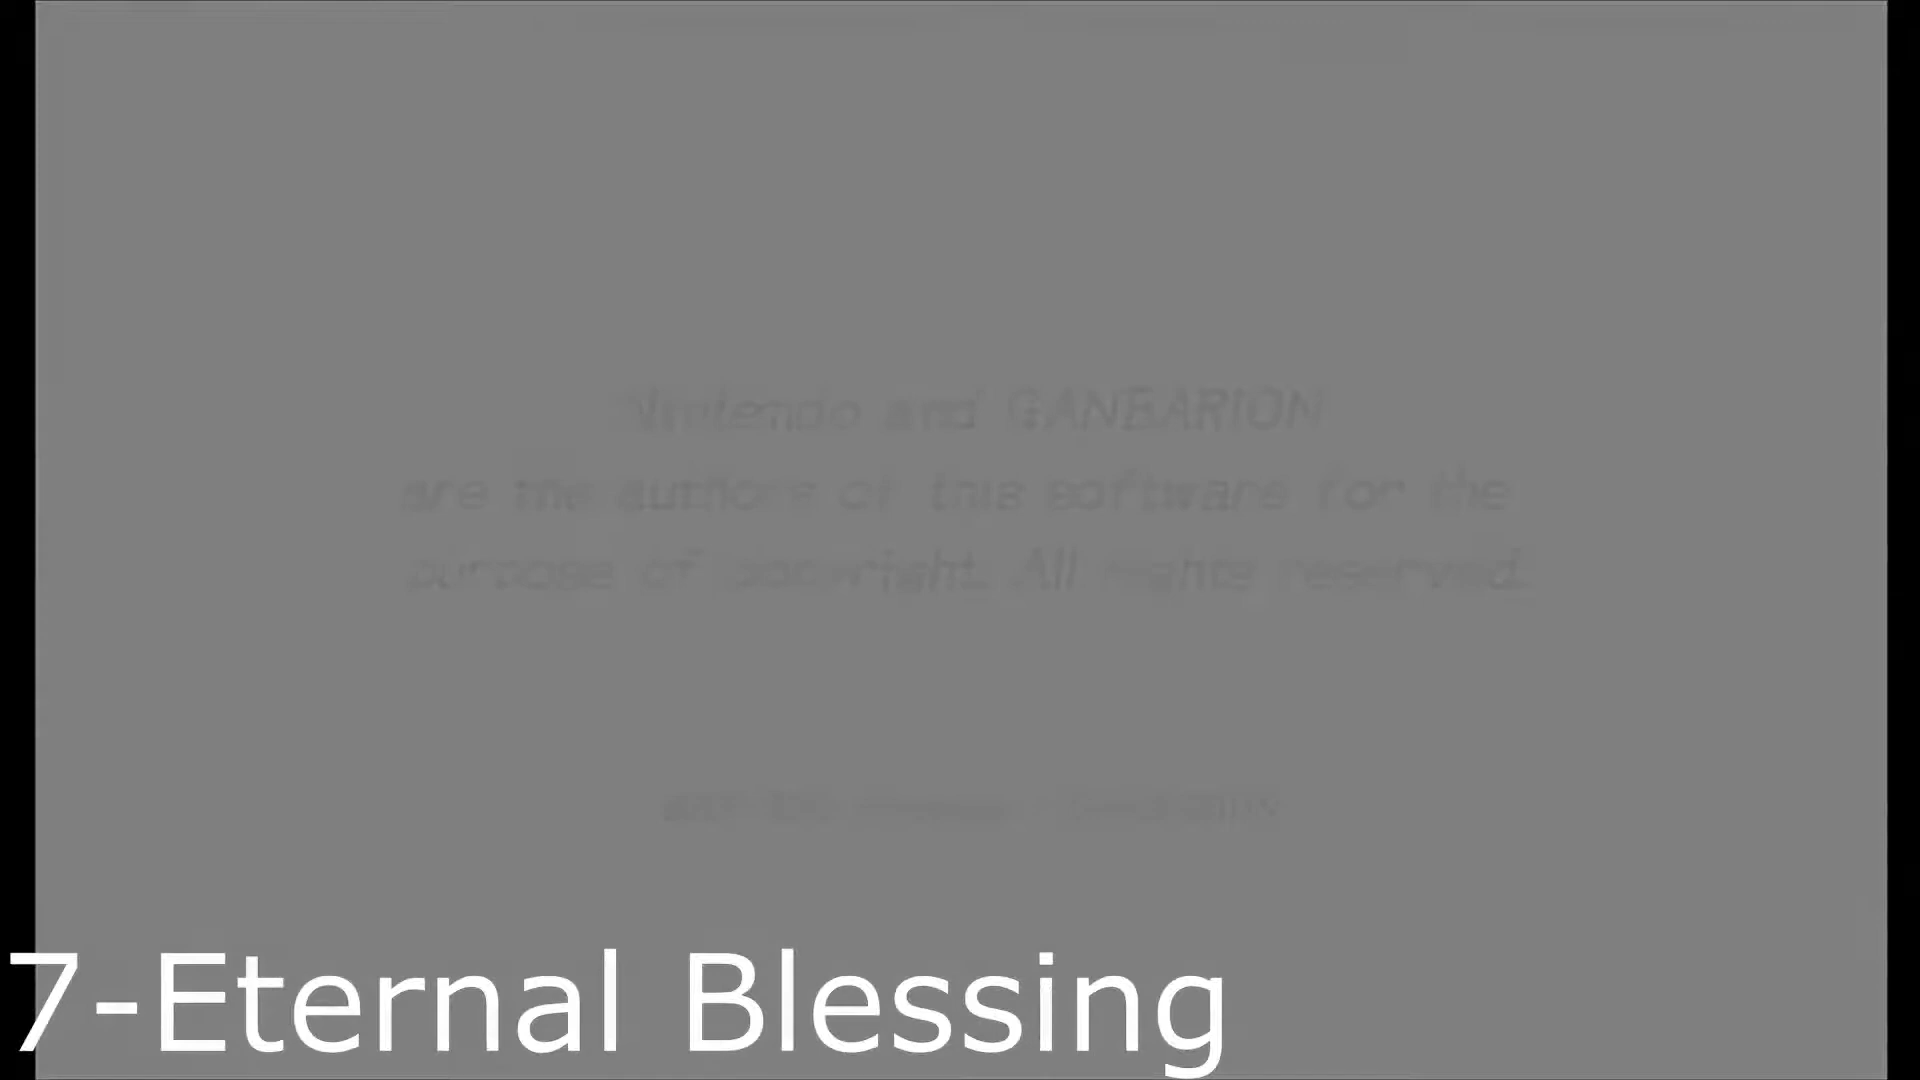 Nintendo and GANBARION
are the authors of this software for the
purpose of copyright. All rights reserved.
7-Eternal Blessing